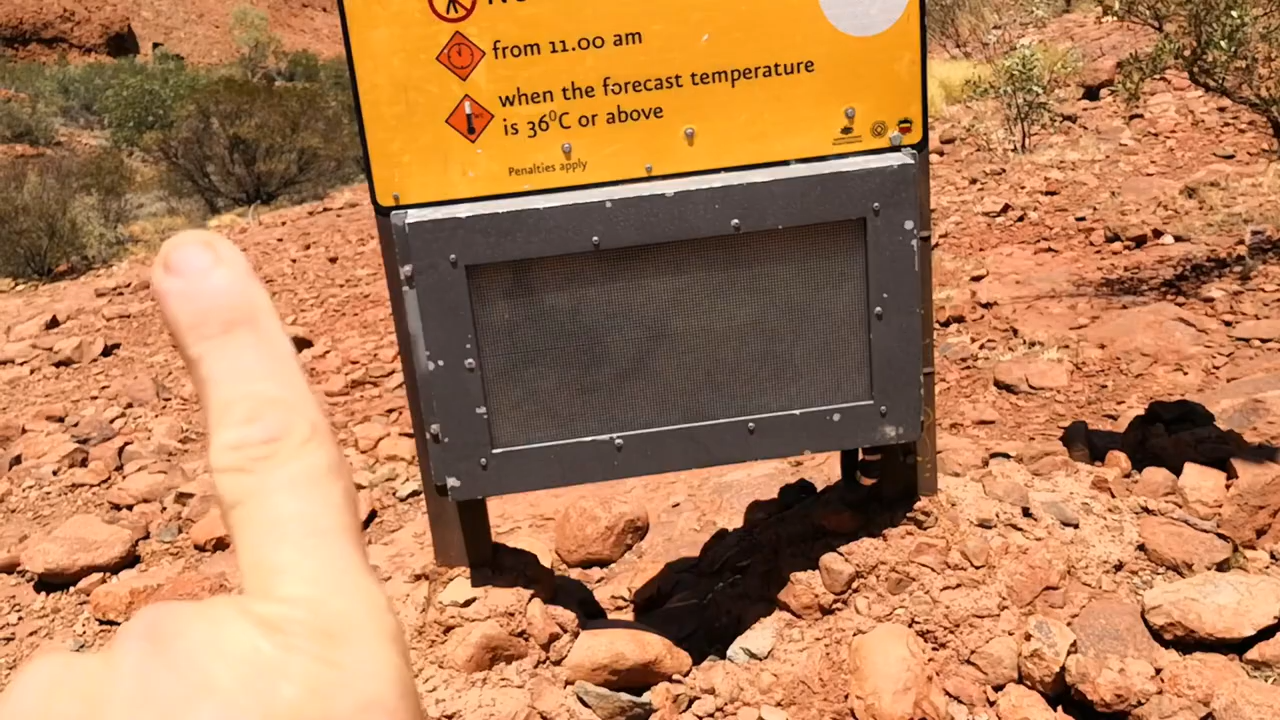 from 11.00 am
when the forecast temperature
is 36⁰C or above
Penalties apply